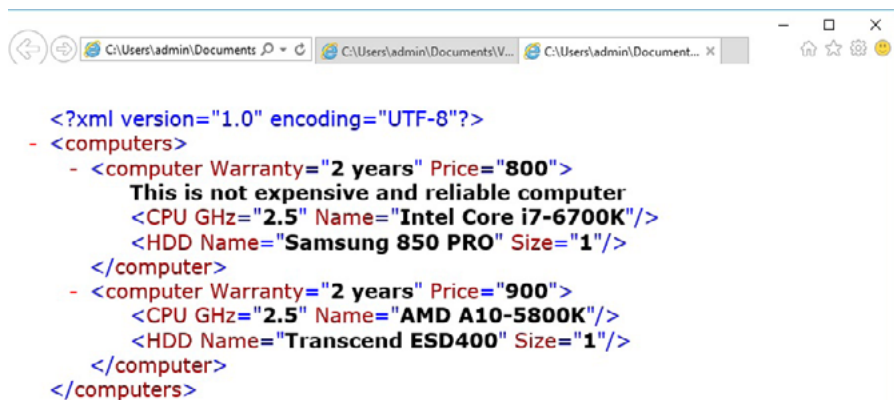 C:\Users\admin\Documents
C:\Users\admin\Documents\V...
C:\Users\admin\Document...
<?xml version="1.0" encoding="UTF-8"?>
- <computers>
- <computer Warranty="2 years" Price="800">
This is not expensive and reliable computer
<CPU GHz="2.5" Name="Intel Core i7-6700K"/>
<HDD Name="Samsung 850 PRO" Size="1"/>
</computer>
- <computer Warranty="2 years" Price="900">
<CPU GHz="2.5" Name="AMD A10-5800K"/>
<HDD Name="Transcend ESD400" Size="1"/>
</computer>
</computers>